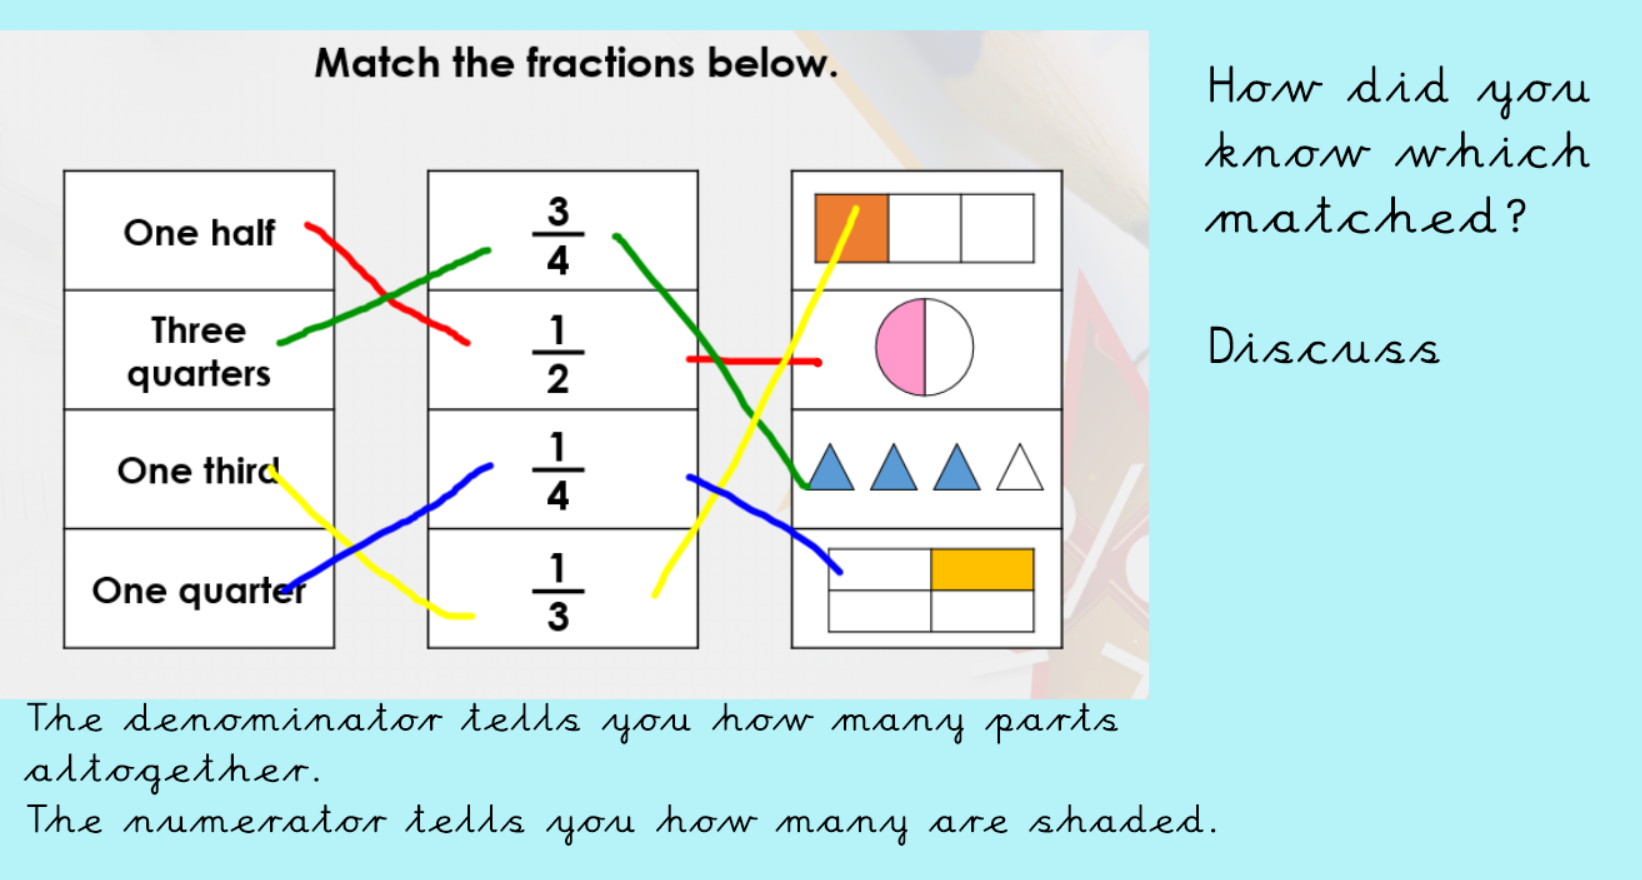 Match the fractions below.
One half
3
4
Three
quarters
1
2
One third
1
4
One quarter
1
3
How did you
know which
matched?
Discuss
The denominator tells you how many parts
altogether.
The numerator tells you how many are shaded.